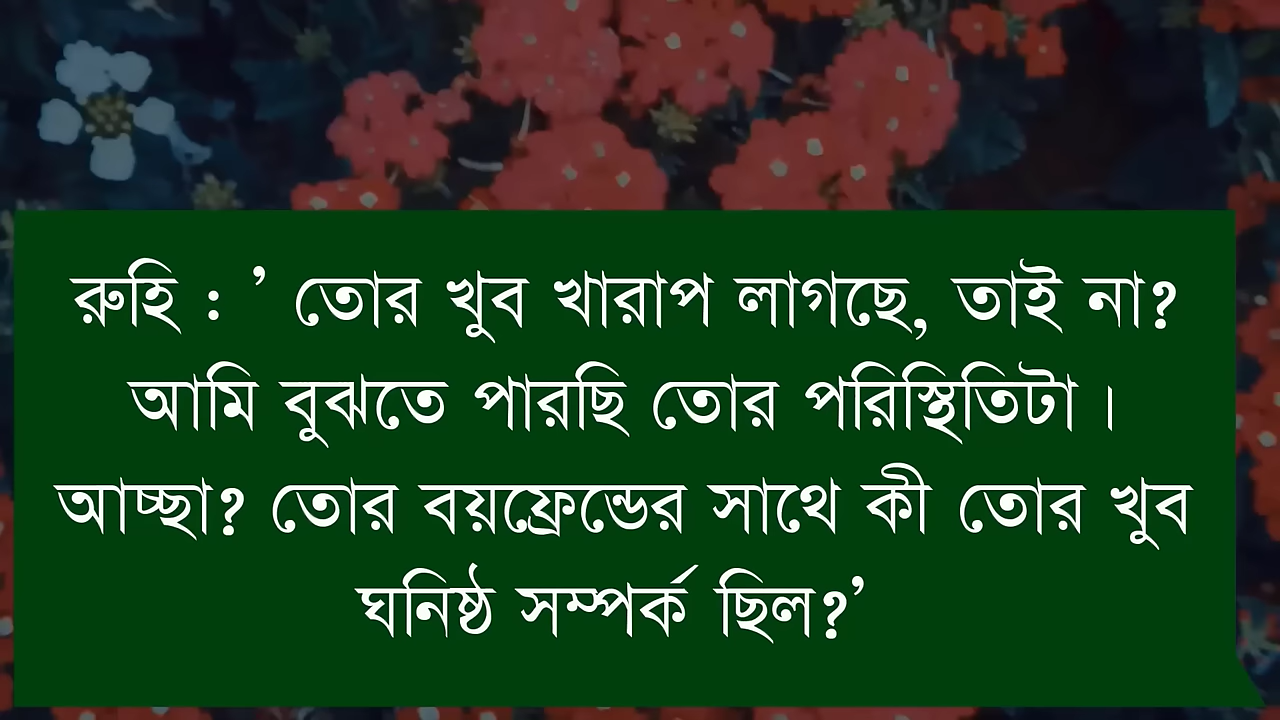 রুহি : ’ তোর খুব খারাপ লাগছে, তাই না?
আমি বুঝতে পারছি তোর পরিস্থিতিটা।
আচ্ছা? তোর বয়ফ্রেন্ডের সাথে কী তোর খুব
ঘনিষ্ঠ সম্পর্ক ছিল?’